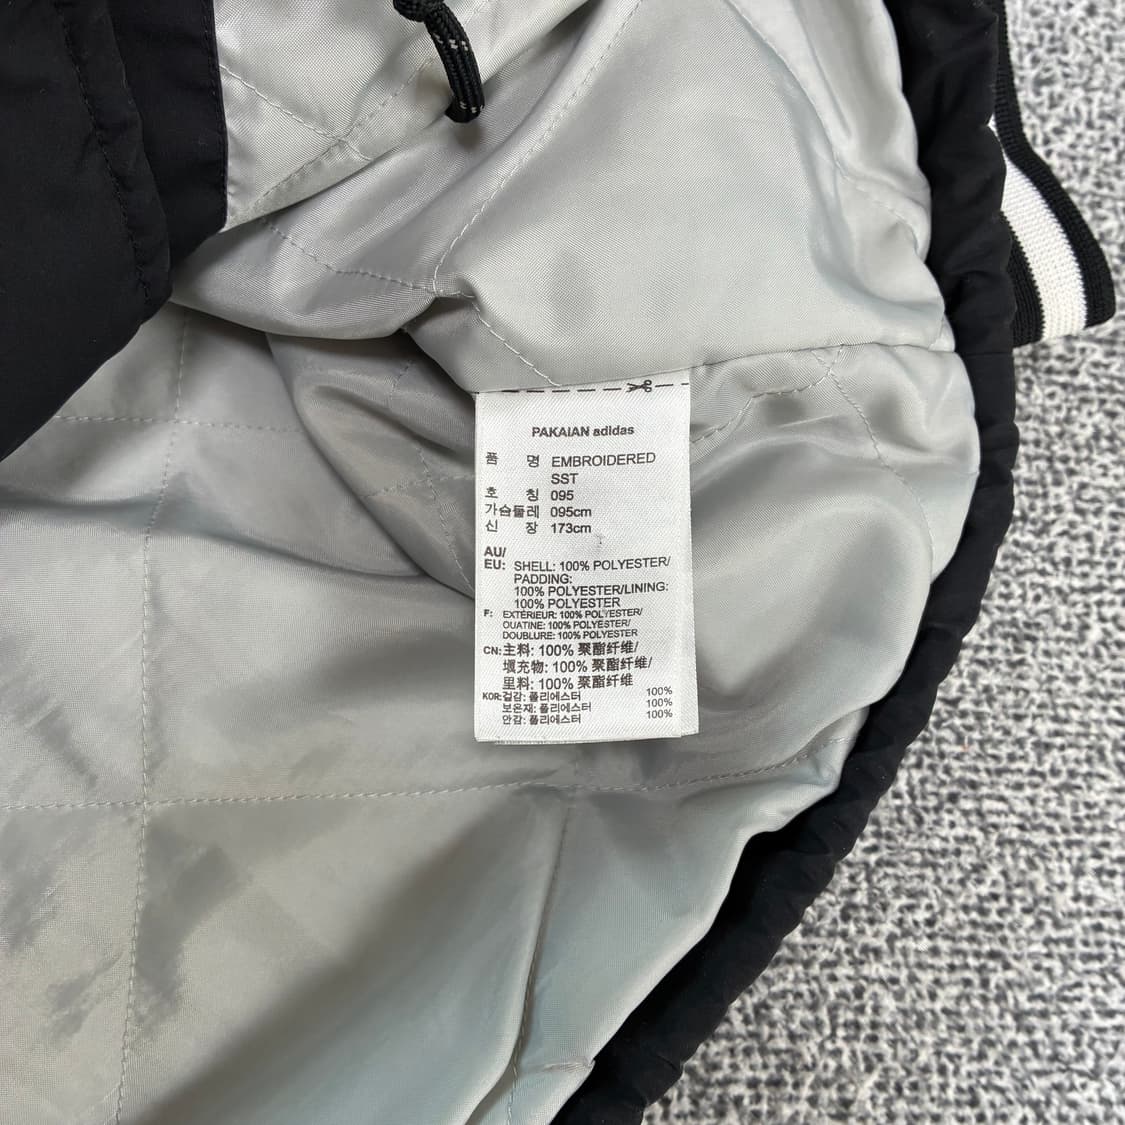 PAKAIAN adidas
품 명 EMBROIDERED
SST
호 칭 095
가슴둘레 095cm
신 장 173cm
AU/
EU: SHELL: 100% POLYESTER/
PADDING:
100% POLYESTER/LINING:
100% POLYESTER
F: EXTÉRIEUR: 100% POLYESTER/
OUATINE: 100% POLYESTER/
DOUBLURE: 100% POLYESTER
CN: 主料: 100% 聚酯纤维/
填充物: 100% 聚酯纤维/
里料: 100% 聚酯纤维
KOR: 겉감: 폴리에스터 100%
보온재: 폴리에스터 100%
안감: 폴리에스터 100%